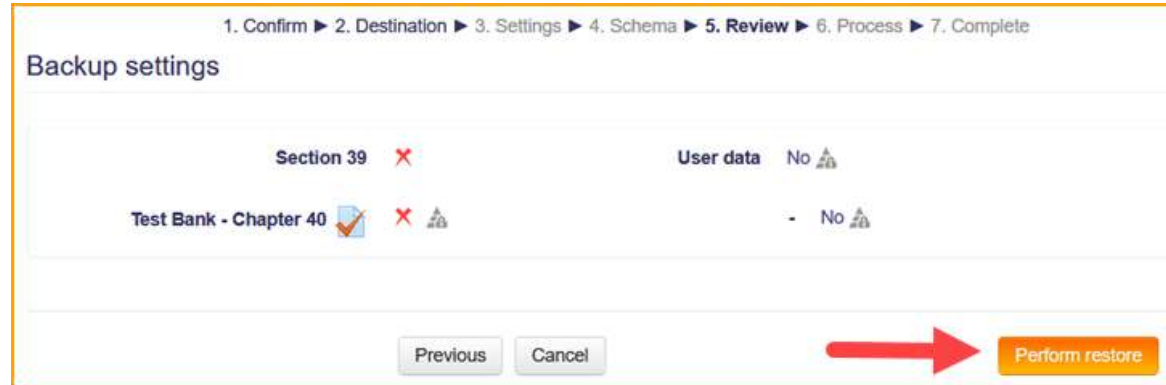 1. Confirm ► 2. Destination ► 3. Settings ► 4. Schema ► 5. Review ► 6. Process ► 7. Complete
Backup settings
Section 39 User data No
Test Bank - Chapter 40 - No
Previous Cancel Perform restore